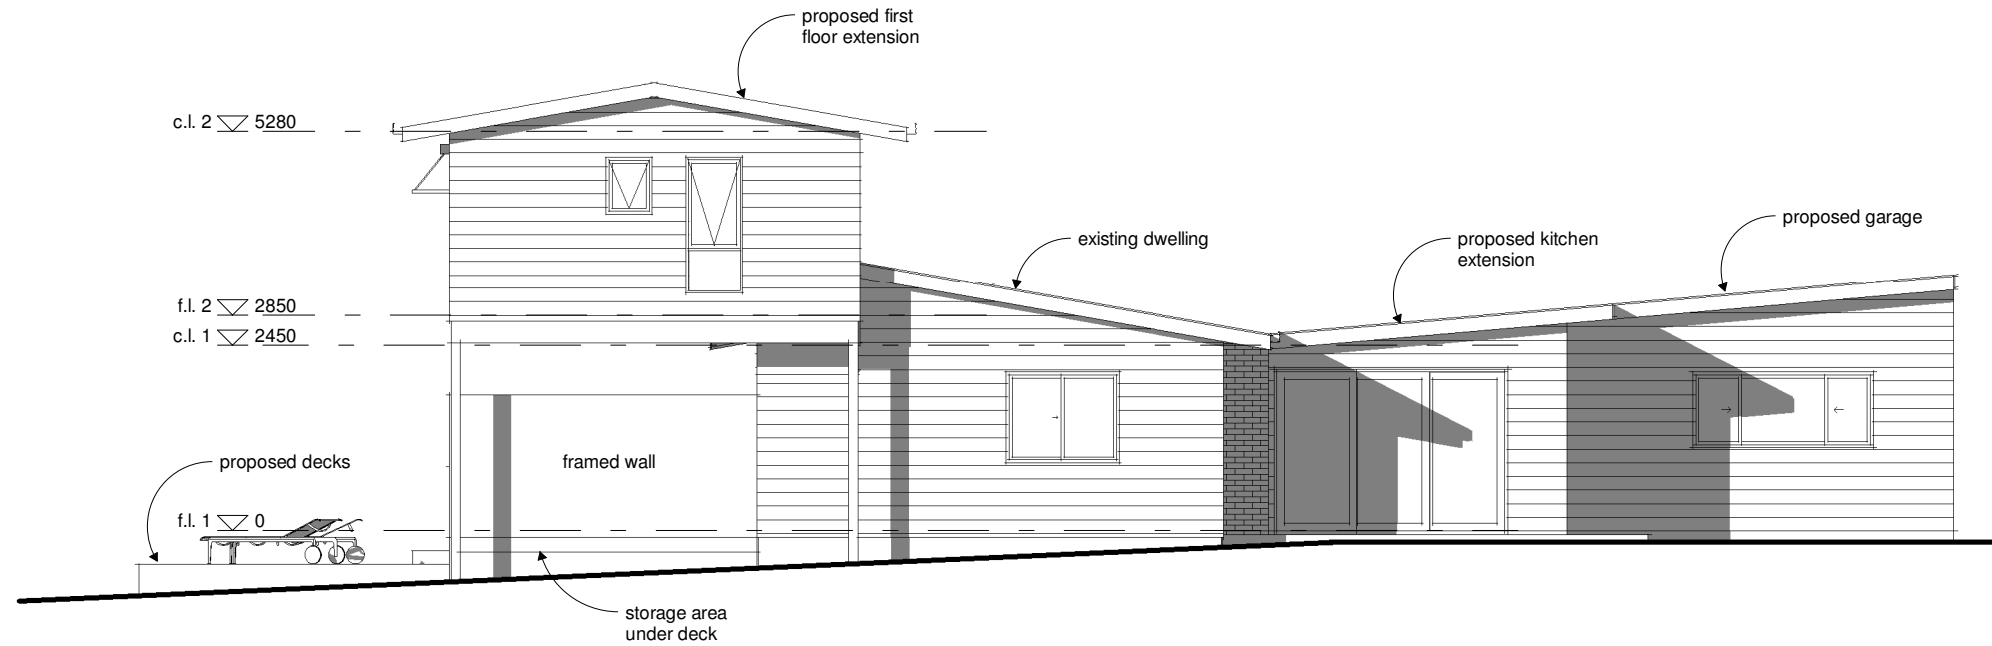 proposed first
floor extension
c.l. 2 5280
proposed garage
existing dwelling
proposed kitchen
extension
f.l. 2 2850
c.l. 1 2450
proposed decks
framed wall
f.l. 1 0
storage area
under deck